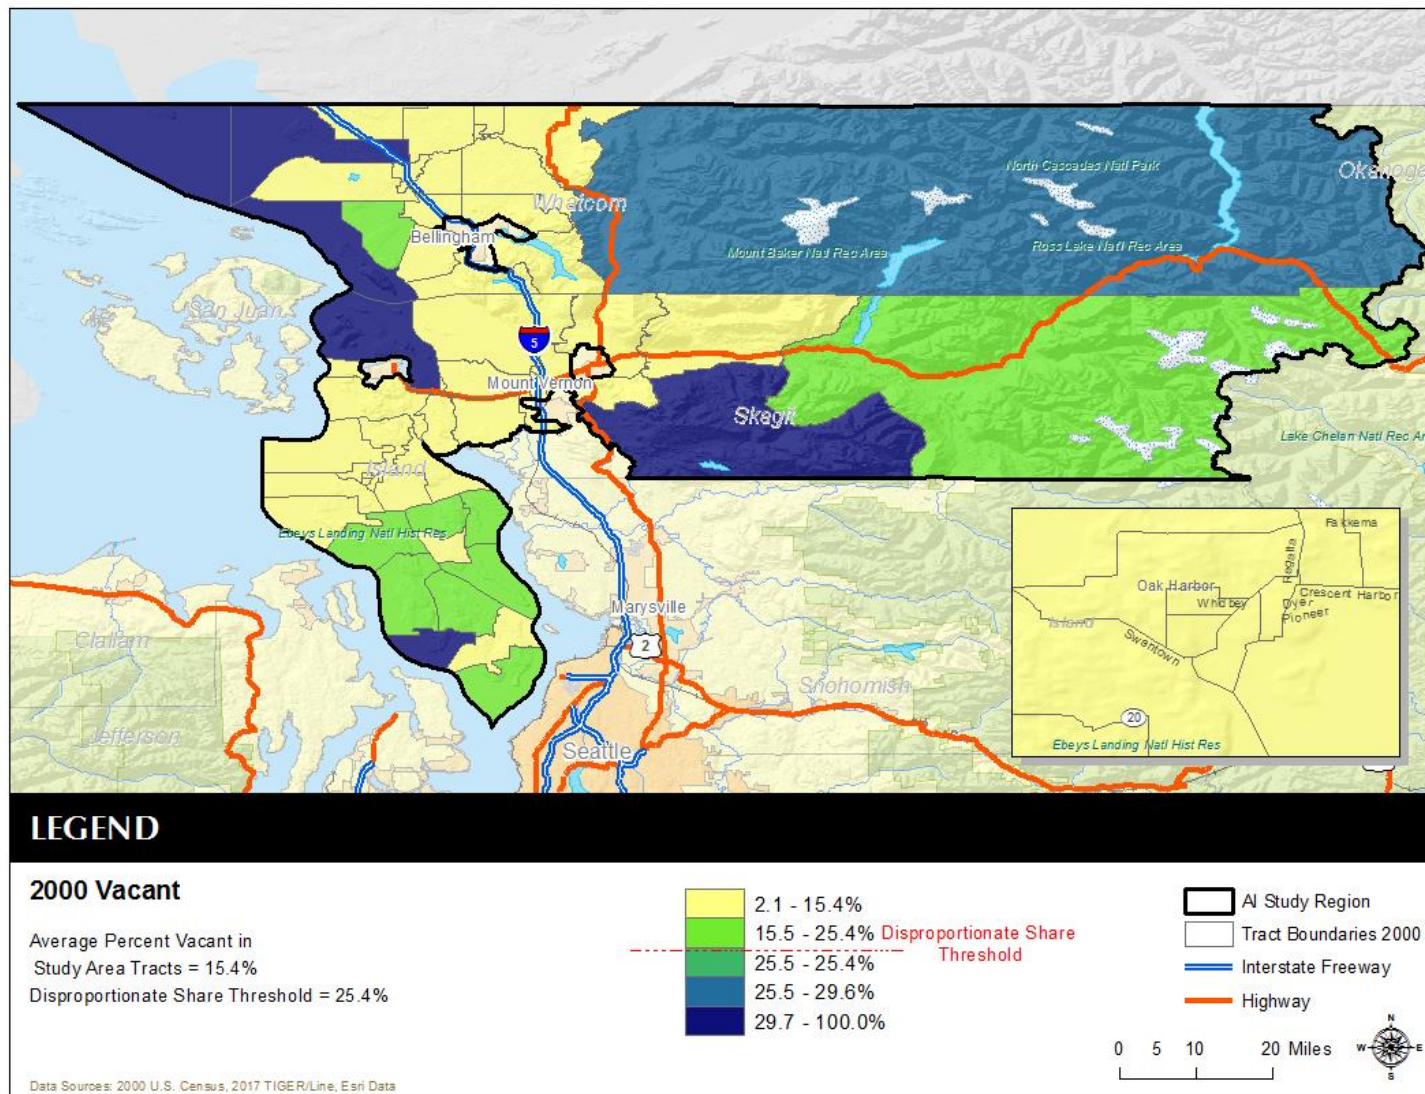 North Cascades Natl Park
Okanoga
Whatcom
Bellingham
Mount Baker Natl Rec Area
Ross Lake Natl Rec Area
San Juan
5
Mount Vernon
Skagit
Lake Chelan Natl Rec Ar
Island
Ebeys Landing Natl Hist Res
Fakkema
Regatta
Oak Harbor
Crescent Harbor
Whidbey
Dyer
Pioneer
Island
Swantown
20
Ebeys Landing Natl Hist Res
Marysville
2
Clallam
Snohomish
Jefferson
Seattle
LEGEND
2000 Vacant
Average Percent Vacant in
Study Area Tracts = 15.4%
Disproportionate Share Threshold = 25.4%
2.1 - 15.4%
15.5 - 25.4%
Disproportionate Share
Threshold
25.5 - 25.4%
25.5 - 29.6%
29.7 - 100.0%
AI Study Region
Tract Boundaries 2000
Interstate Freeway
Highway
0 5 10 20 Miles
N
W E
S
Data Sources: 2000 U.S. Census, 2017 TIGER/Line, Esri Data